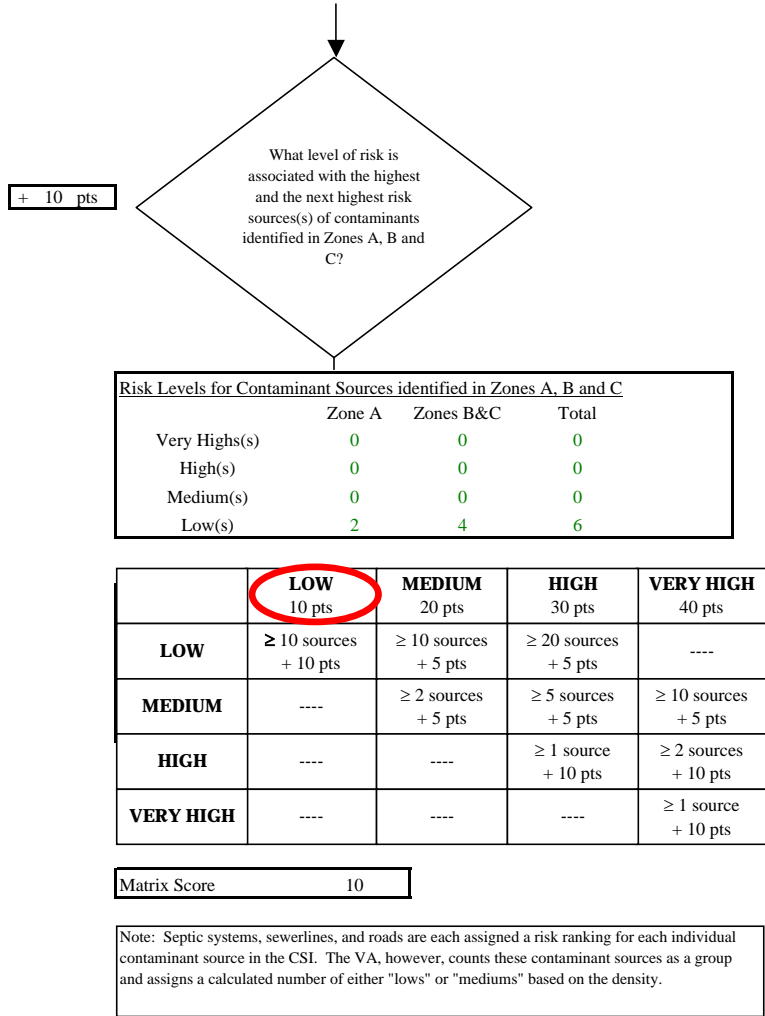 What level of risk is
associated with the highest
and the next highest risk
sources(s) of contaminants
identified in Zones A, B and
C?
+ 10 pts
Risk Levels for Contaminant Sources identified in Zones A, B and C
Zone A Zones B&C Total
Very Highs(s) 0 0 0
High(s) 0 0 0
Medium(s) 0 0 0
Low(s) 2 4 6
LOW MEDIUM HIGH VERY HIGH
10 pts 20 pts 30 pts 40 pts
LOW ≥ 10 sources ≥ 10 sources ≥ 20 sources ----
+ 10 pts + 5 pts + 5 pts
MEDIUM ---- ≥ 2 sources ≥ 5 sources ≥ 10 sources
+ 5 pts + 5 pts + 5 pts
HIGH ---- ---- ≥ 1 source ≥ 2 sources
+ 10 pts + 10 pts
VERY HIGH ---- ---- ---- ≥ 1 source
+ 10 pts
Matrix Score 10
Note: Septic systems, sewerlines, and roads are each assigned a risk ranking for each individual
contaminant source in the CSI. The VA, however, counts these contaminant sources as a group
and assigns a calculated number of either "lows" or "mediums" based on the density.